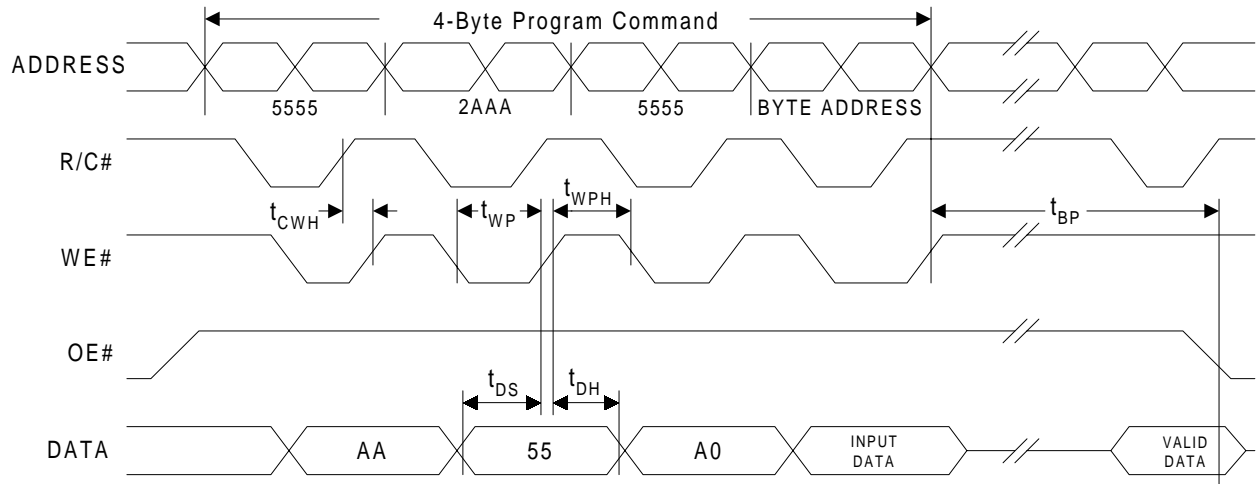 4-Byte Program Command
ADDRESS
5555 2AAA 5555 BYTE ADDRESS
R/C#
tCWH tWP tWPH tBP
WE#
OE#
tDS tDH
DATA AA 55 A0 INPUT DATA VALID DATA